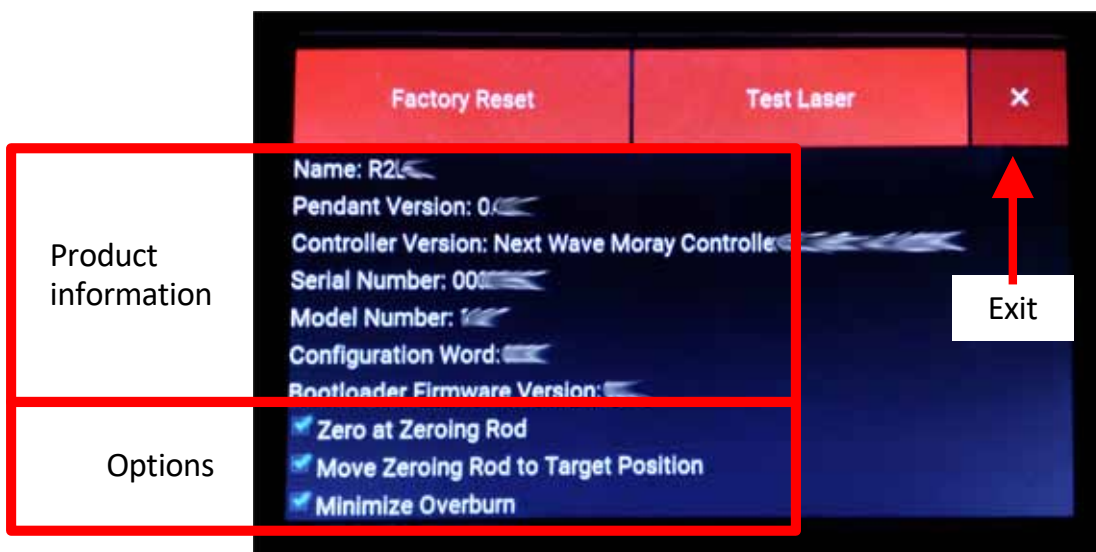 Factory Reset
Test Laser
×
Name: R2
Pendant Version: 0.
Controller Version: Next Wave Moray Controlle
Serial Number: 00
Model Number:
Configuration Word:
Bootloader Firmware Version:
Zero at Zeroing Rod
Move Zeroing Rod to Target Position
Minimize Overburn
Product
information
Options
Exit